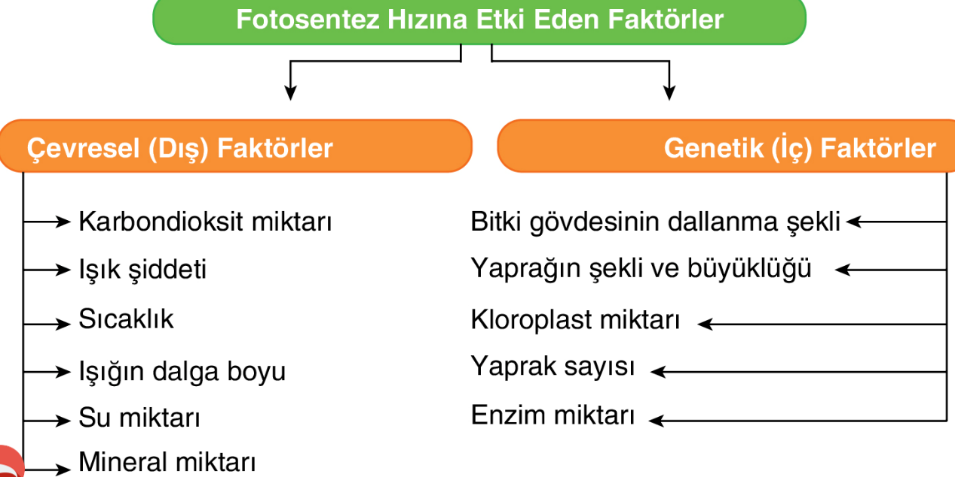 Fotosentez Hızına Etki Eden Faktörler
Çevresel (Dış) Faktörler
Karbondioksit miktarı
Işık şiddeti
Sıcaklık
Işığın dalga boyu
Su miktarı
Mineral miktarı
Genetik (İç) Faktörler
Bitki gövdesinin dallanma şekli
Yaprağın şekli ve büyüklüğü
Kloroplast miktarı
Yaprak sayısı
Enzim miktarı